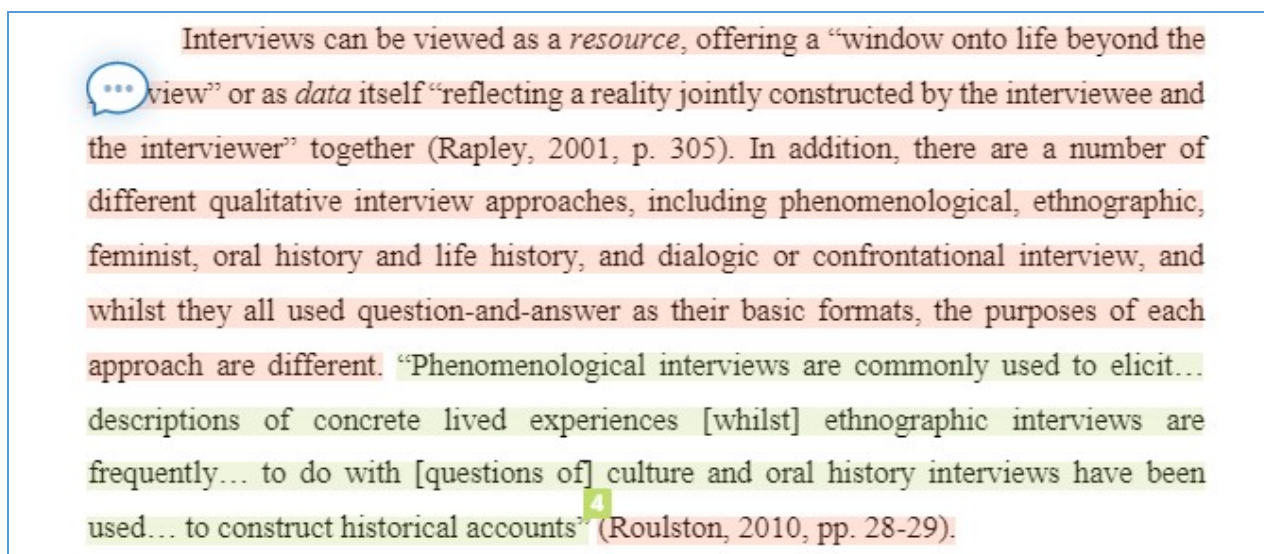 Interviews can be viewed as a resource, offering a “window onto life beyond the
view” or as data itself “reflecting a reality jointly constructed by the interviewee and
the interviewer” together (Rapley, 2001, p. 305). In addition, there are a number of
different qualitative interview approaches, including phenomenological, ethnographic,
feminist, oral history and life history, and dialogic or confrontational interview, and
whilst they all used question-and-answer as their basic formats, the purposes of each
approach are different. “Phenomenological interviews are commonly used to elicit…
descriptions of concrete lived experiences [whilst] ethnographic interviews are
frequently… to do with [questions of] culture and oral history interviews have been
4
used… to construct historical accounts” (Roulston, 2010, pp. 28-29).